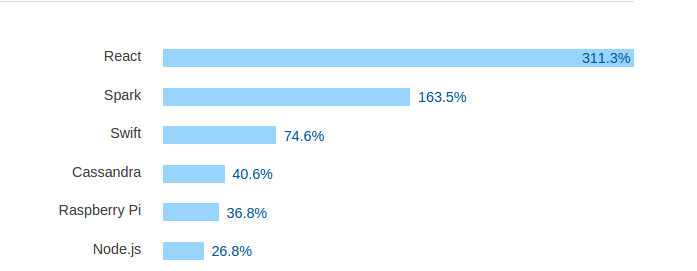 React 311.3%
Spark 163.5%
Swift 74.6%
Cassandra 40.6%
Raspberry Pi 36.8%
Node.js 26.8%